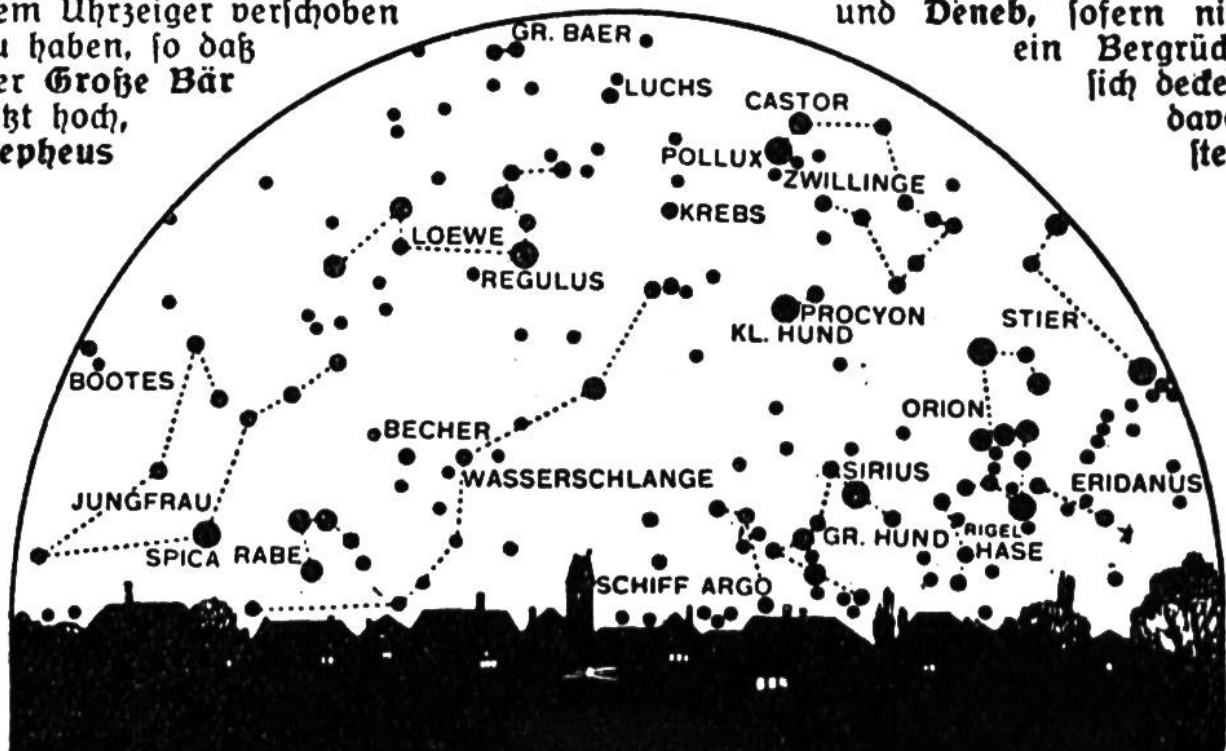 em Uhrzeiger verschoben
u haben, so daß
er Große Bär
tzt hoch,
epheus
und Deneb, sofern ni
ein Bergrüc
sich decke
dav
ste
GR. BAER
LUCHS
CASTOR
POLLUX
ZWILLINGE
KREBS
LOEWE
REGULUS
PROCYON
KL. HUND
STIER
BOOTES
ORION
BECHER
SIRIUS
WASSERSCHLANGE
ERIDANUS
JUNGFRAU
RIGEL
GR. HUND
HASE
SPICA
RABE
SCHIFF ARGO